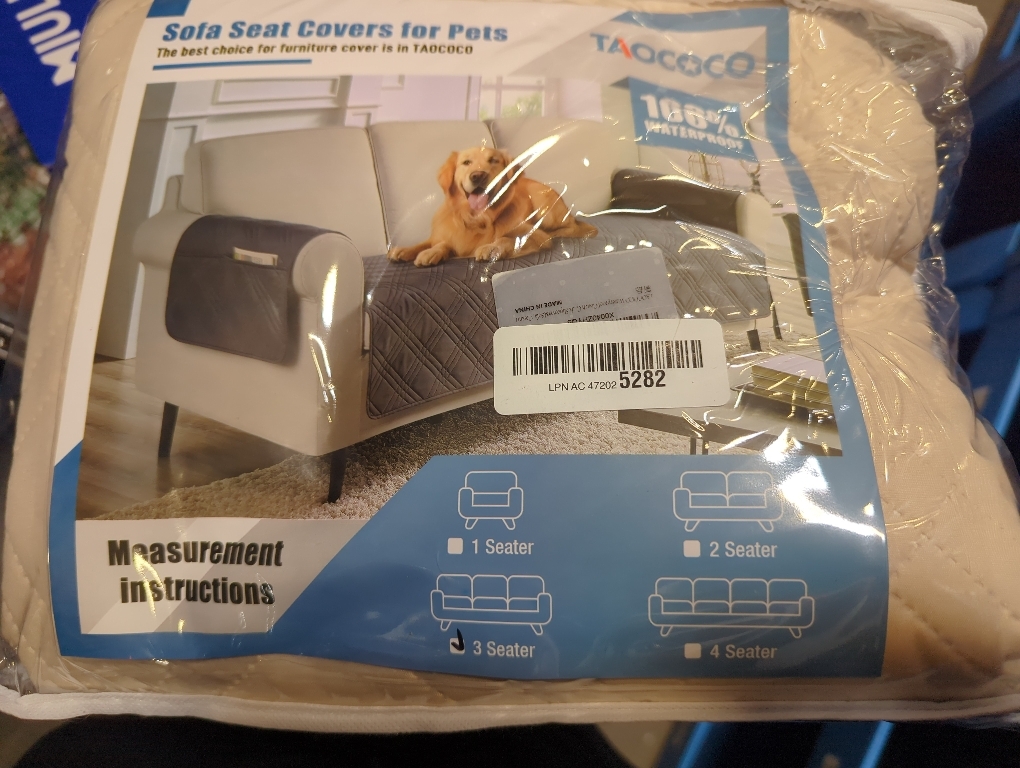 Sofa Seat Covers for Pets
The best choice for furniture cover is in TAOCOCO
TAOCOCO
100%
WATERPROOF
MADE IN CHINA
LPN AC 47202 5282
1 Seater
2 Seater
Measurement
instructions
3 Seater
4 Seater